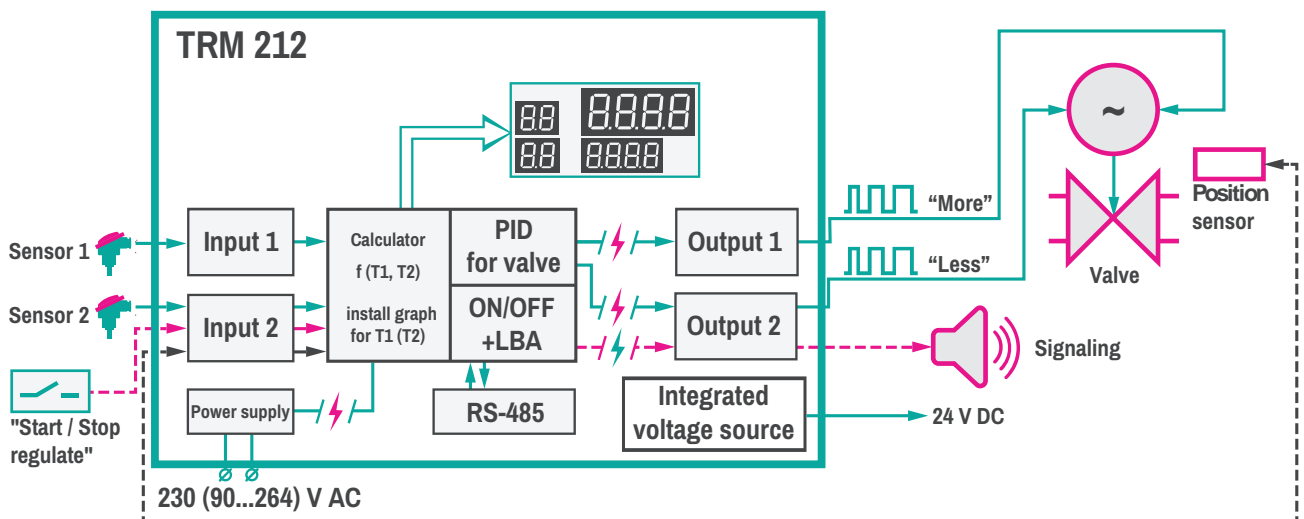 TRM 212
8.8 8.8.8.8
8.8 8.8.8.8
Sensor 1
Input 1
Calculator
f (T1, T2)
install graph
for T1 (T2)
PID
for valve
Output 1
“More”
~
Position
sensor
Valve
Sensor 2
Input 2
ON/OFF
+LBA
Output 2
“Less”
Signaling
"Start / Stop
regulate"
Power supply
RS-485
Integrated
voltage source
24 V DC
230 (90...264) V AC